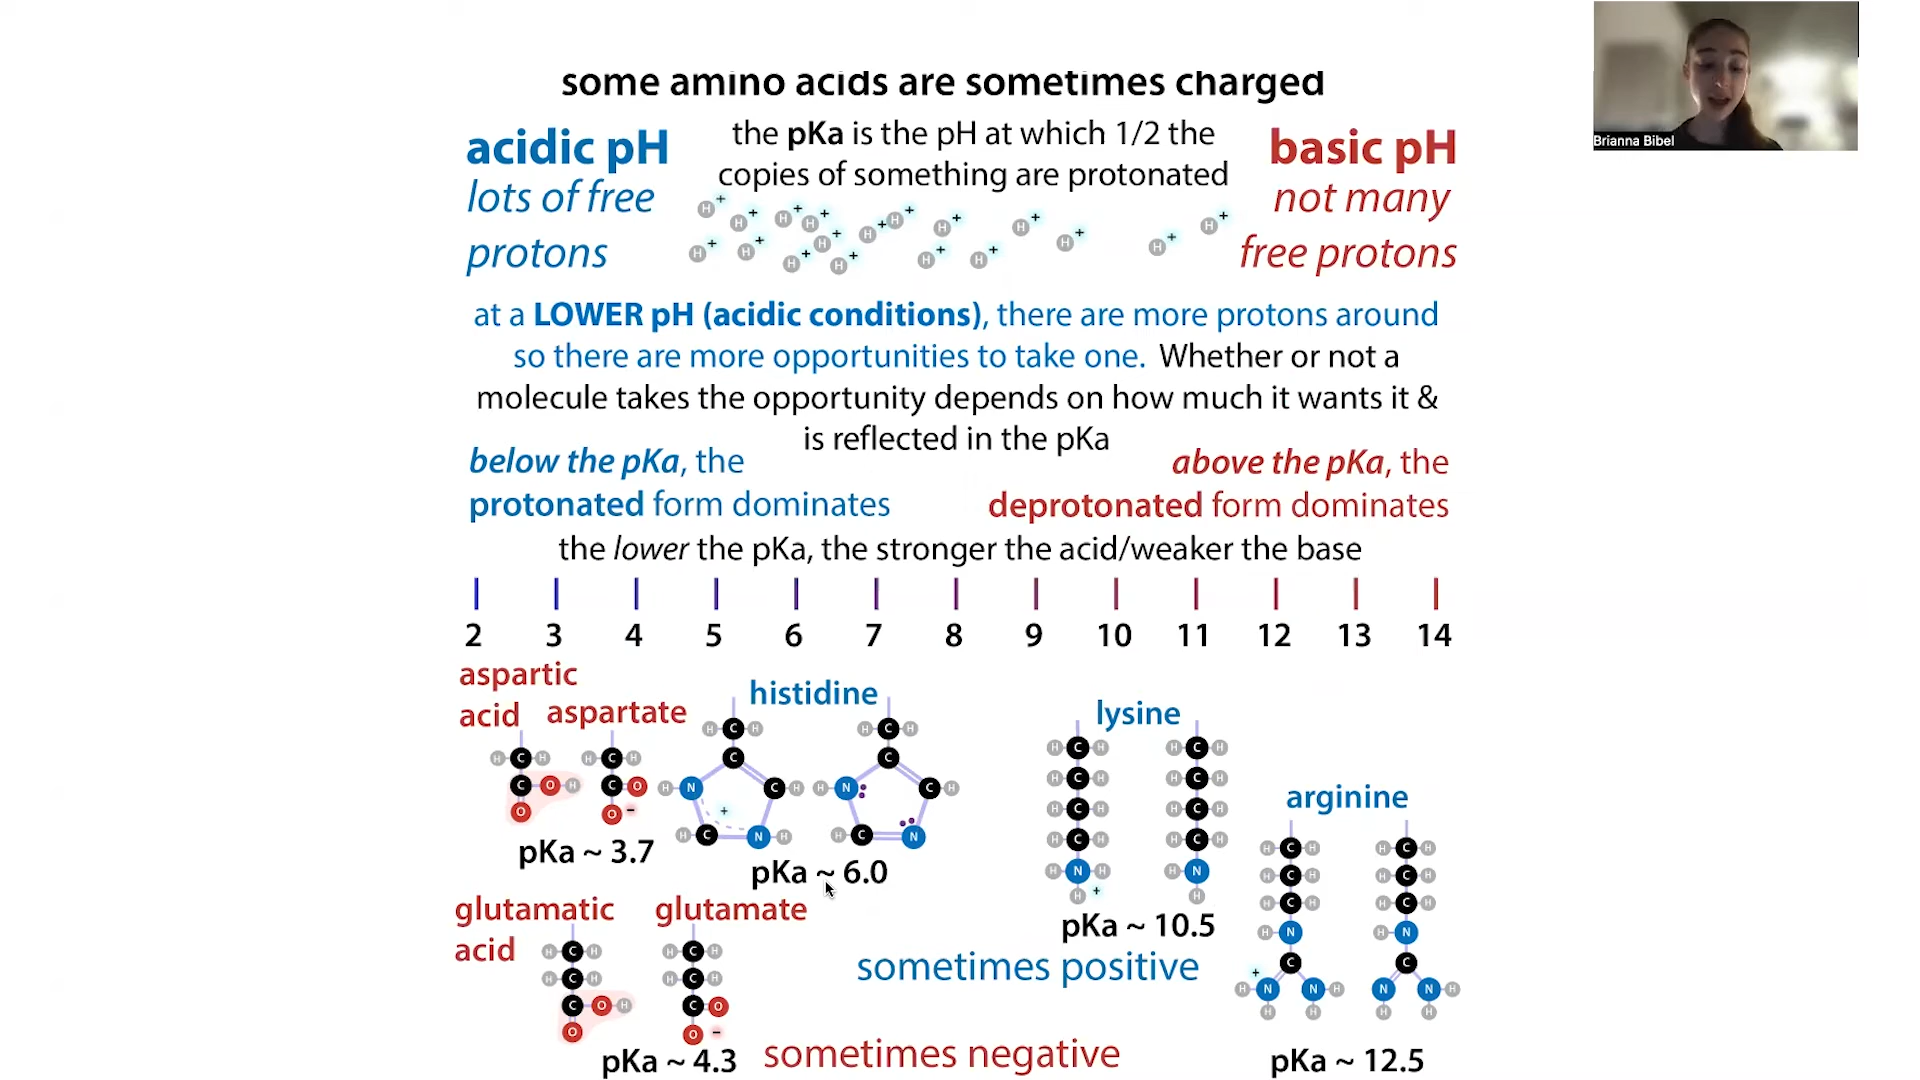 some amino acids are sometimes charged
acidic pH
lots of free
protons
the pKa is the pH at which 1/2 the
copies of something are protonated
basic pH
not many
free protons
at a LOWER pH (acidic conditions), there are more protons around
so there are more opportunities to take one. Whether or not a
molecule takes the opportunity depends on how much it wants it &
is reflected in the pKa
below the pKa, the
protonated form dominates
above the pKa, the
deprotonated form dominates
the lower the pKa, the stronger the acid/weaker the base
2 3 4 5 6 7 8 9 10 11 12 13 14
aspartic
acid
aspartate
pKa ~ 3.7
histidine
pKa ~ 6.0
lysine
pKa ~ 10.5
arginine
pKa ~ 12.5
glutamatic
acid
glutamate
pKa ~ 4.3
sometimes positive
sometimes negative
Brianna Bibel